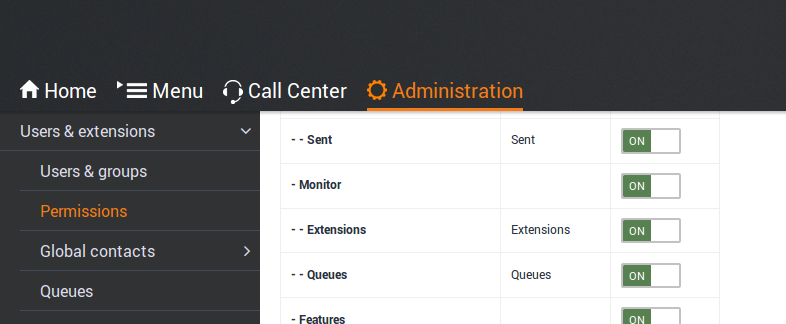 Home Menu Call Center Administration
Users & extensions
Users & groups
Permissions
Global contacts
Queues
- - Sent Sent ON
- Monitor ON
- - Extensions Extensions ON
- - Queues Queues ON
- Features ON